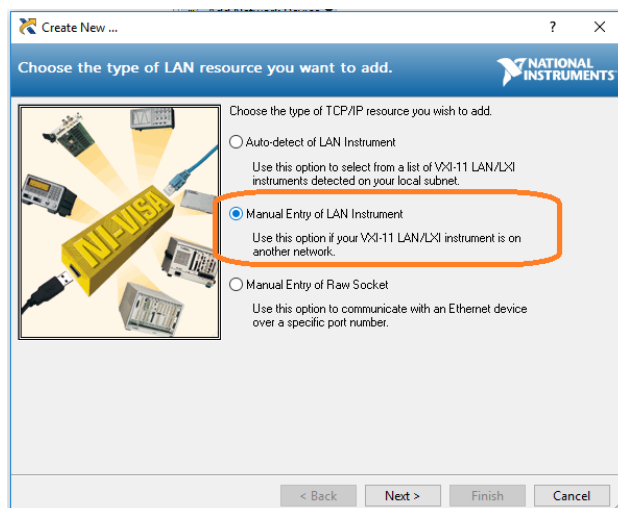 Add Network Device
Create New ...
?
Choose the type of LAN resource you want to add.
NATIONAL
INSTRUMENTS
Choose the type of TCP/IP resource you wish to add.
Auto-detect of LAN Instrument
Use this option to select from a list of VXI-11 LAN/LXI
instruments detected on your local subnet.
NI-VISA
Manual Entry of LAN Instrument
Use this option if your VXI-11 LAN/LXI instrument is on
another network.
Manual Entry of Raw Socket
Use this option to communicate with an Ethernet device
over a specific port number.
< Back
Next >
Finish
Cancel